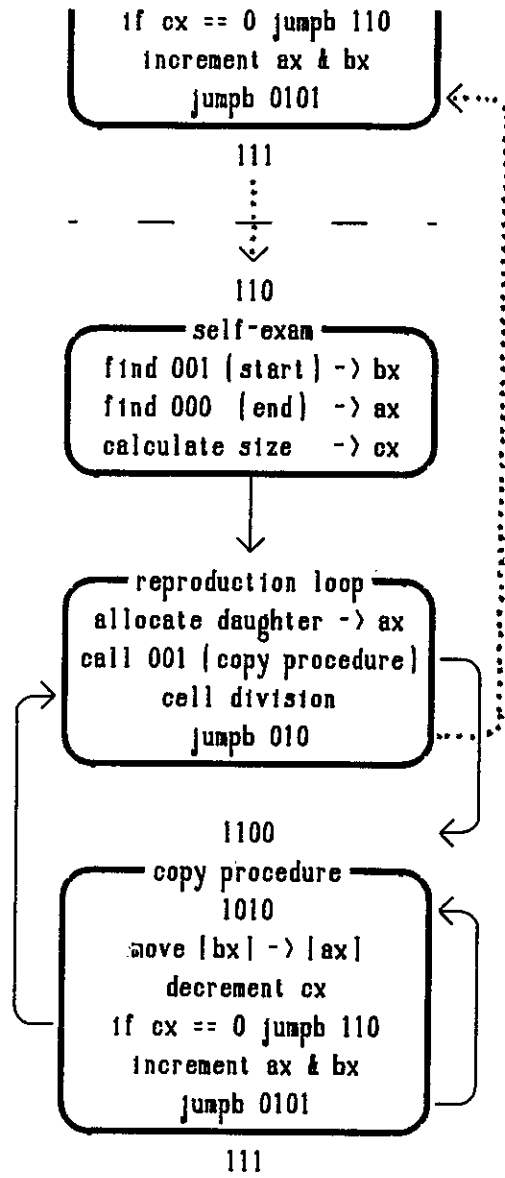 if cx == 0 jumpb 110
increment ax & bx
jumpb 0101
111
110
self-exam
find 001 [start] -> bx
find 000 [end] -> ax
calculate size -> cx
reproduction loop
allocate daughter -> ax
call 001 [copy procedure]
cell division
jumpb 010
1100
copy procedure
1010
move [bx] -> [ax]
decrement cx
if cx == 0 jumpb 110
increment ax & bx
jumpb 0101
111